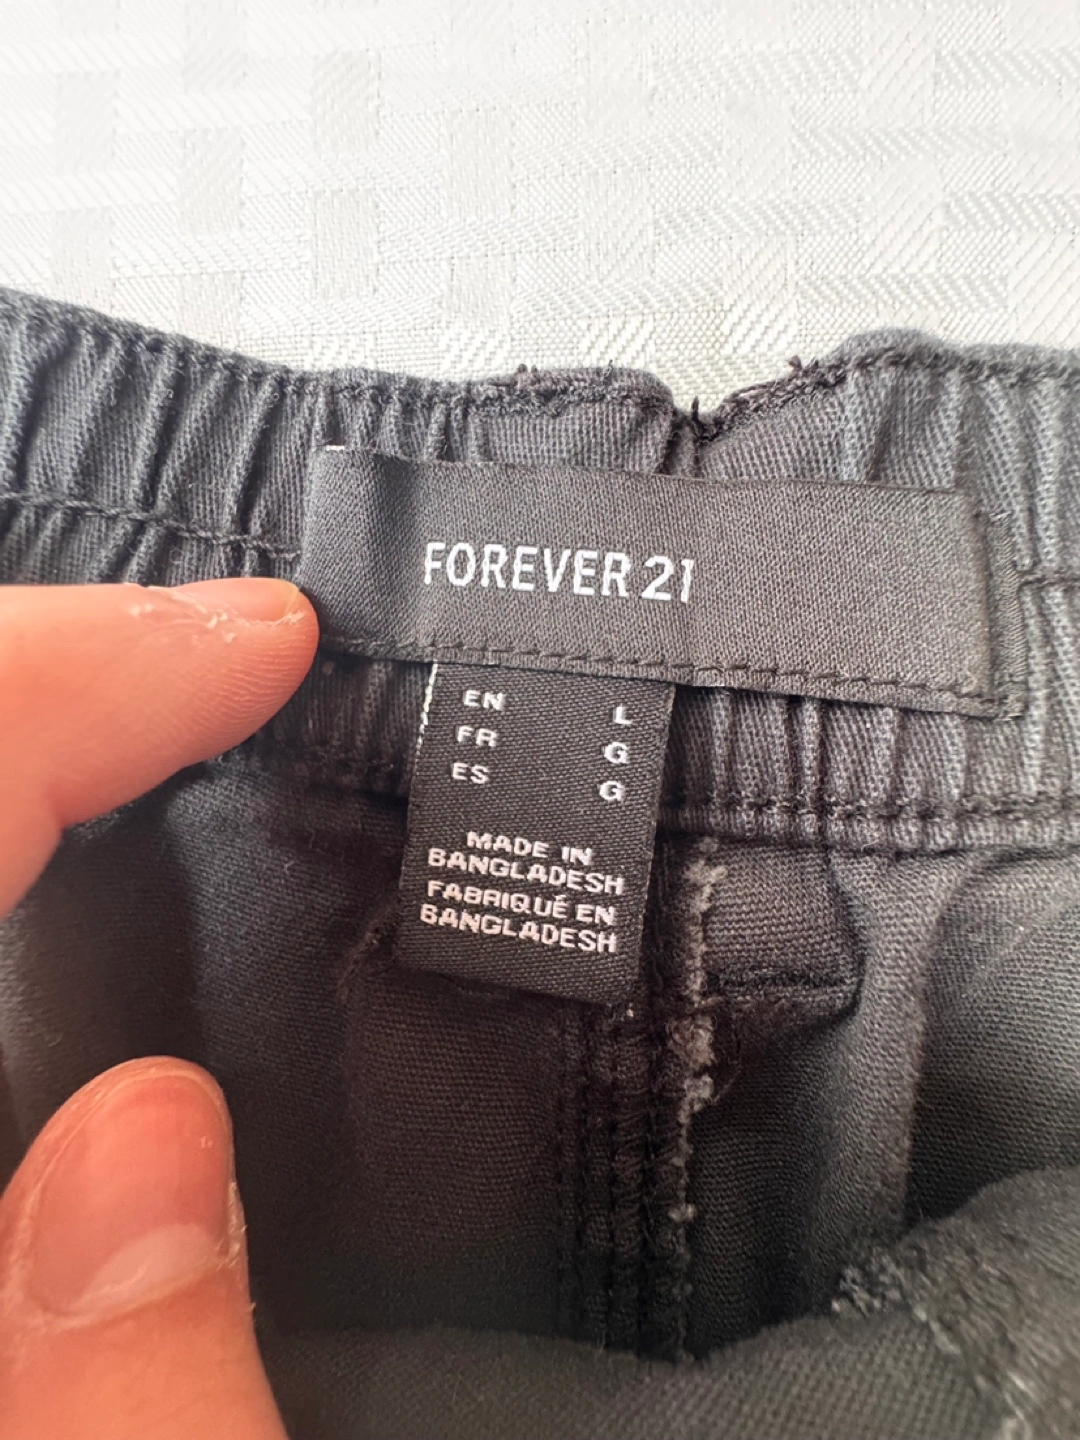 FOREVER 21
EN L
FR G
ES G
MADE IN
BANGLADESH
FABRIQUÉ EN
BANGLADESH